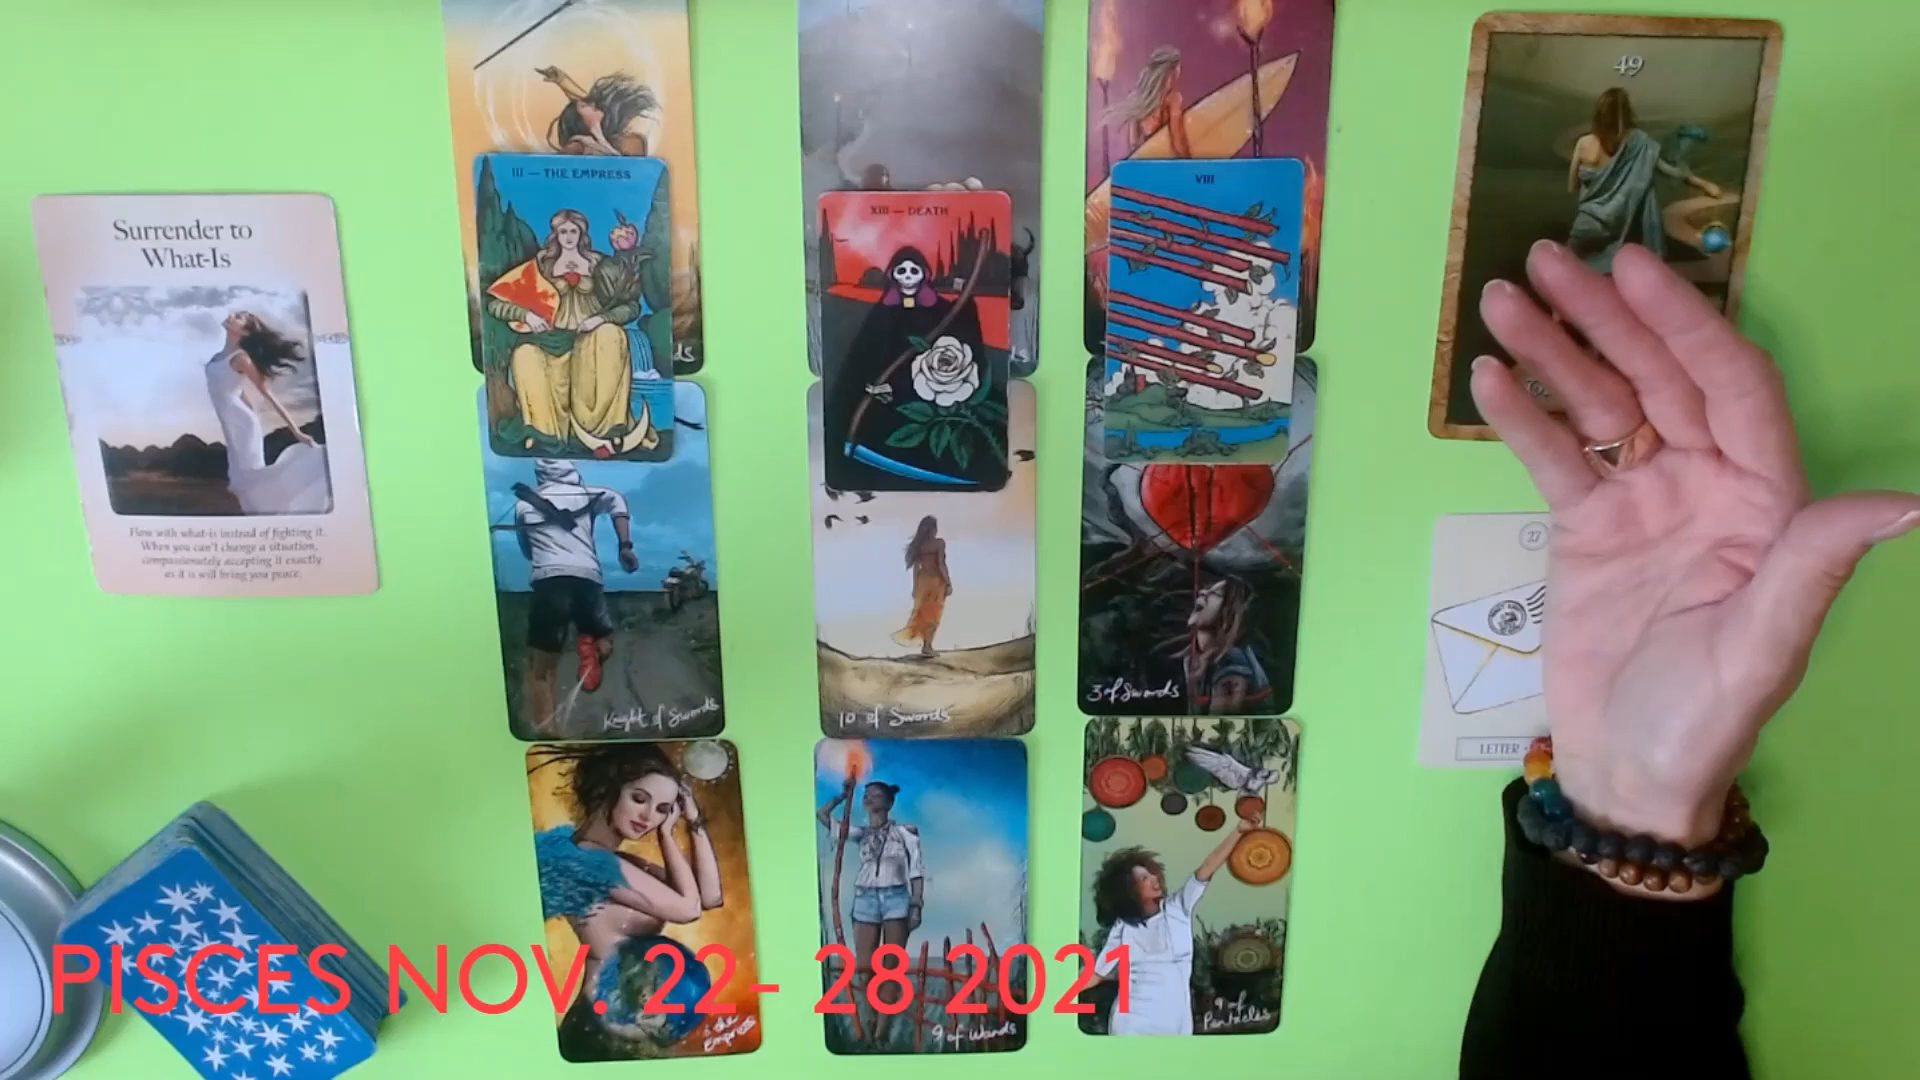 Surrender to
What-Is
Flow with what-is instead of fighting it.
When you can't change a situation,
compassionately accepting it exactly
as it is will bring you peace.
III — THE EMPRESS
XIII — DEATH
VIII
49
Knight of Swords
10 of Swords
3 of Swords
27
LETTER
the
Empress
9 of Wands
9 of
Pentacles
PISCES NOV. 22- 28 2021